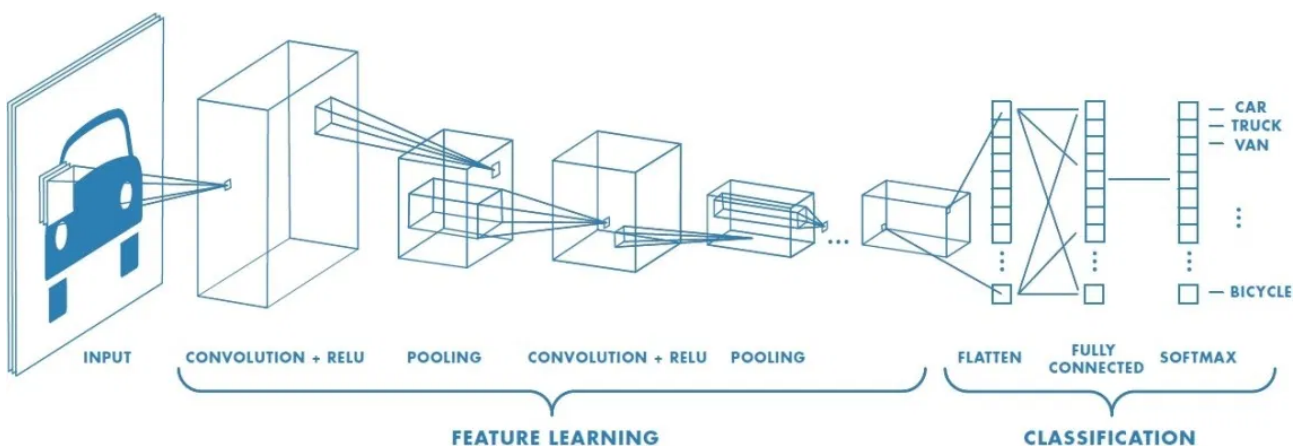 CAR
TRUCK
VAN
BICYCLE
INPUT
CONVOLUTION + RELU
POOLING
CONVOLUTION + RELU
POOLING
FLATTEN
FULLY
CONNECTED
SOFTMAX
FEATURE LEARNING
CLASSIFICATION